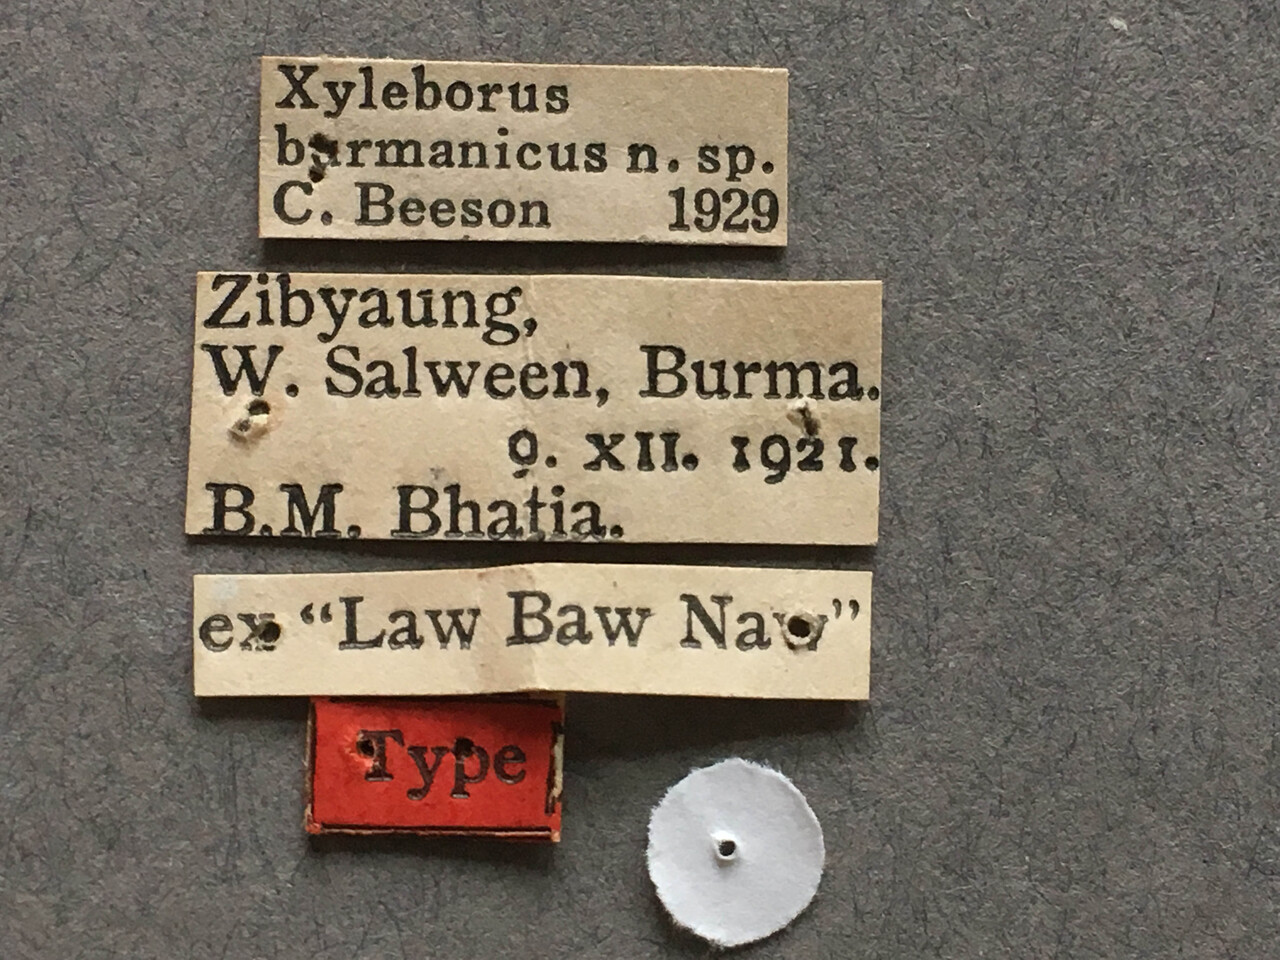 Xyleborus
burmanicus n. sp.
C. Beeson 1929
Zibyaung,
W. Salween, Burma.
9. XII. 1921.
B.M. Bhatia.
ex “Law Baw Naw”
Type